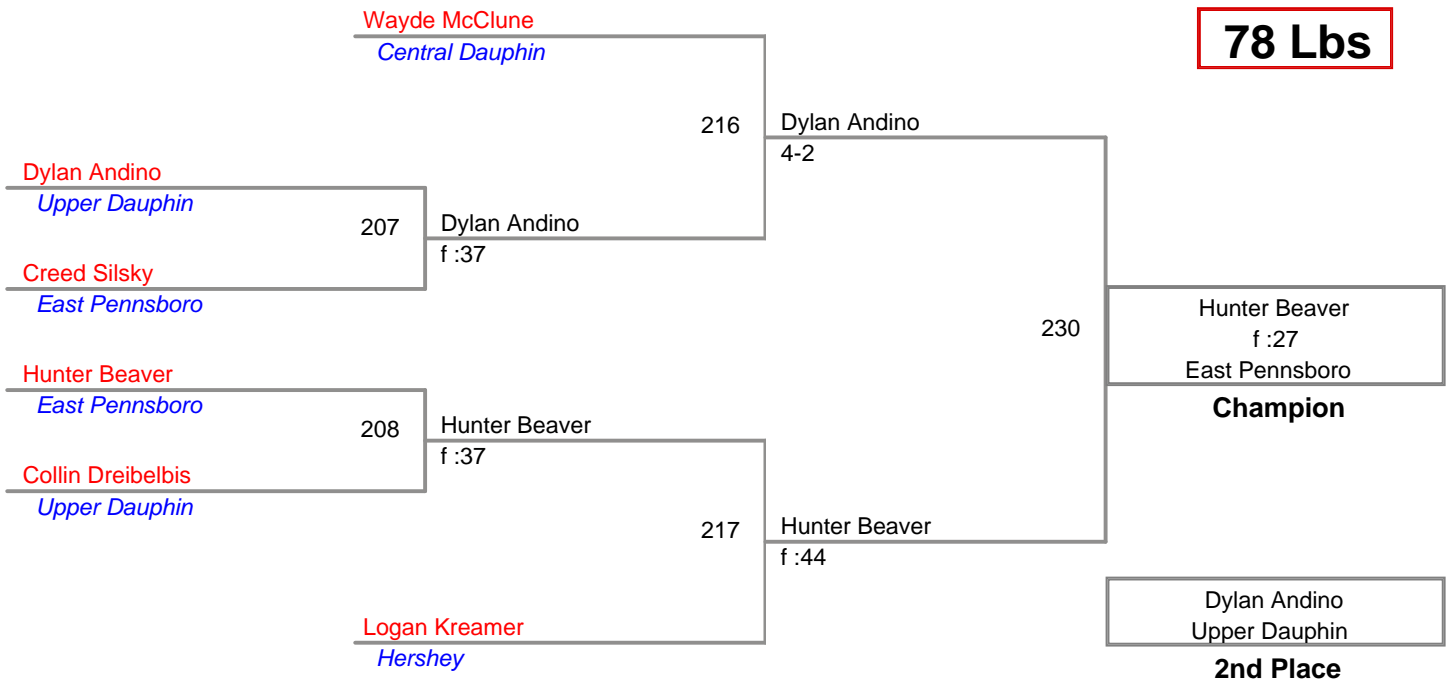 Wayde McClune
Central Dauphin
78 Lbs
216
Dylan Andino
4-2
Dylan Andino
Upper Dauphin
207
Dylan Andino
f :37
Creed Silsky
East Pennsboro
230
Hunter Beaver
f :27
East Pennsboro
Champion
Hunter Beaver
East Pennsboro
208
Hunter Beaver
f :37
Collin Dreibelbis
Upper Dauphin
217
Hunter Beaver
f :44
Logan Kreamer
Hershey
Dylan Andino
Upper Dauphin
2nd Place